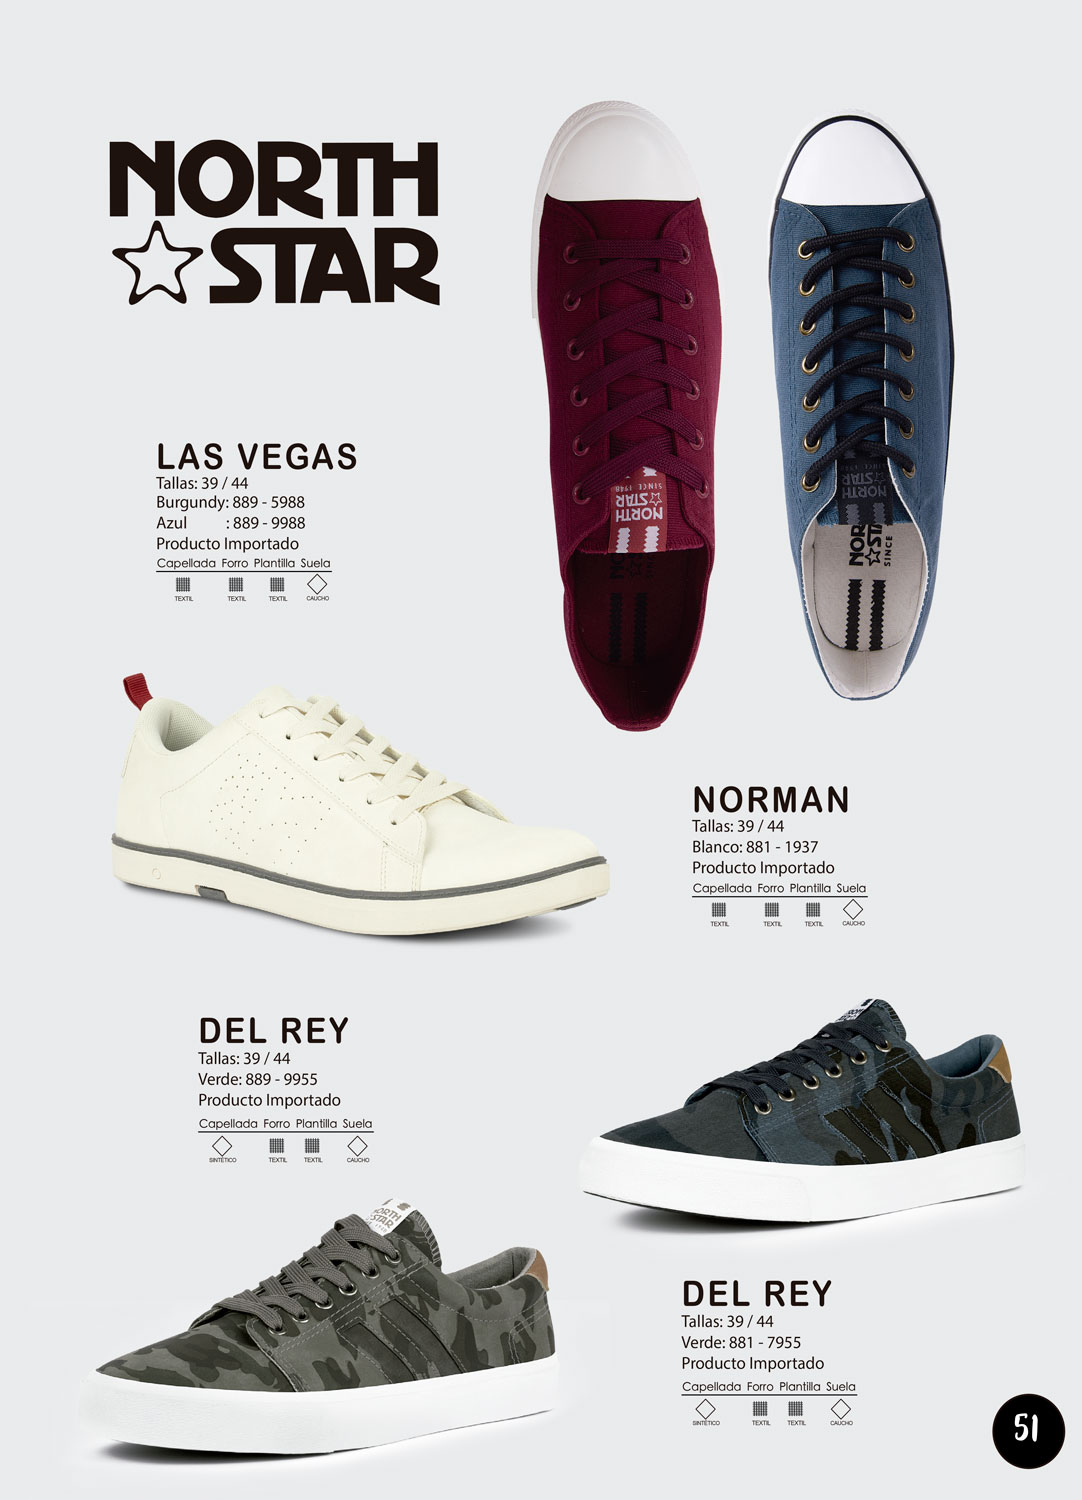 NORTH
STAR
NORTH
STAR
SINCE 1948
NORTH
STAR
SINCE 1948
NORTH
STAR
SINCE
LAS VEGAS
Tallas: 39 / 44
Burgundy: 889 - 5988
Azul : 889 - 9988
Producto Importado
Capellada Forro Plantilla Suela
TEXTIL TEXTIL TEXTIL CAUCHO
NORMAN
Tallas: 39 / 44
Blanco: 881 - 1937
Producto Importado
Capellada Forro Plantilla Suela
TEXTIL TEXTIL TEXTIL CAUCHO
DEL REY
Tallas: 39 / 44
Verde: 889 - 9955
Producto Importado
Capellada Forro Plantilla Suela
SINTÉTICO TEXTIL TEXTIL CAUCHO
NORTH
STAR
DEL REY
Tallas: 39 / 44
Verde: 881 - 7955
Producto Importado
Capellada Forro Plantilla Suela
SINTÉTICO TEXTIL TEXTIL CAUCHO
51